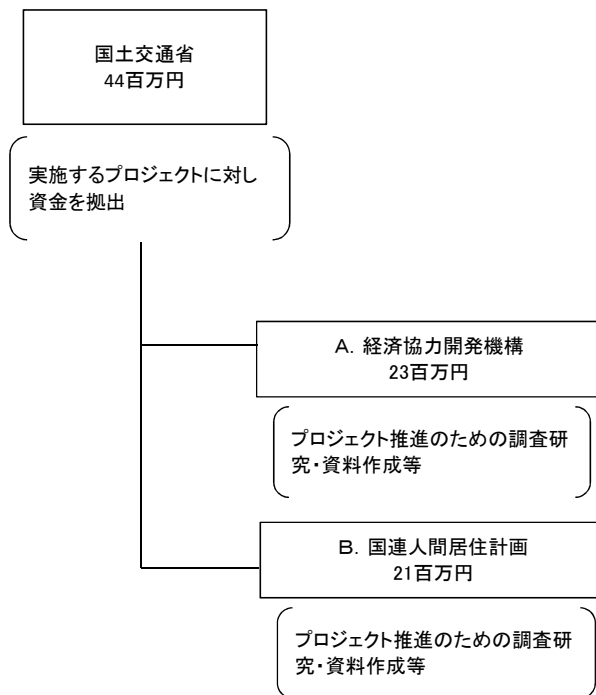 国土交通省
44百万円
実施するプロジェクトに対し
資金を拠出
A．経済協力開発機構
23百万円
プロジェクト推進のための調査研
究・資料作成等
B．国連人間居住計画
21百万円
プロジェクト推進のための調査研
究・資料作成等